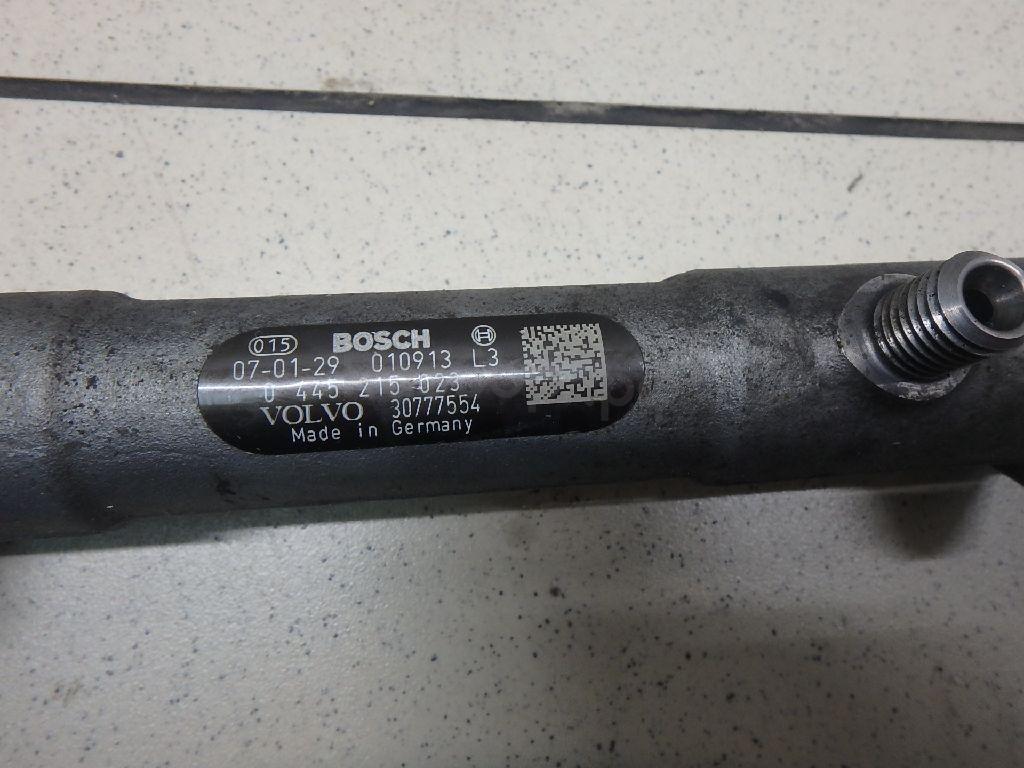 015 BOSCH
07-01-29 010913 L3
0 445 215 023
VOLVO 30777554
Made in Germany